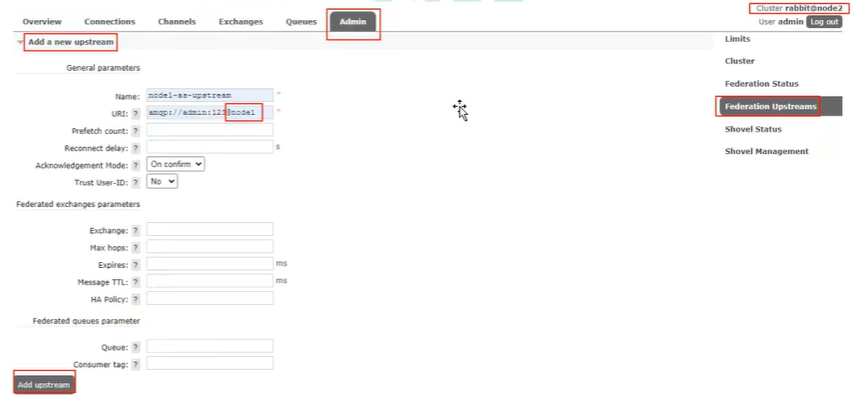 Cluster rabbit@node2
Overview Connections Channels Exchanges Queues Admin
User admin Log out
Add a new upstream
Limits
General parameters
Cluster
Federation Status
Name: node1-as-upstream *
Federation Upstreams
URI: ? amqp://admin:123@node1 *
Prefetch count: ?
Shovel Status
Reconnect delay: ? s
Shovel Management
Acknowledgement Mode: ? On confirm
Trust User-ID: ? No
Federated exchanges parameters
Exchange: ?
Max hops: ?
Expires: ? ms
Message TTL: ? ms
HA Policy: ?
Federated queues parameter
Queue: ?
Consumer tag: ?
Add upstream